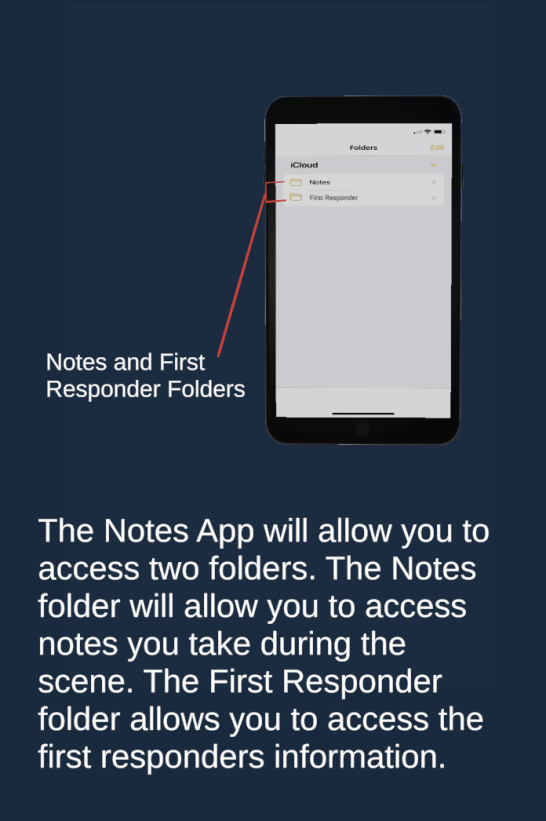 Folders
Edit
iCloud
Notes
First Responder
Notes and First
Responder Folders
The Notes App will allow you to
access two folders. The Notes
folder will allow you to access
notes you take during the
scene. The First Responder
folder allows you to access the
first responders information.